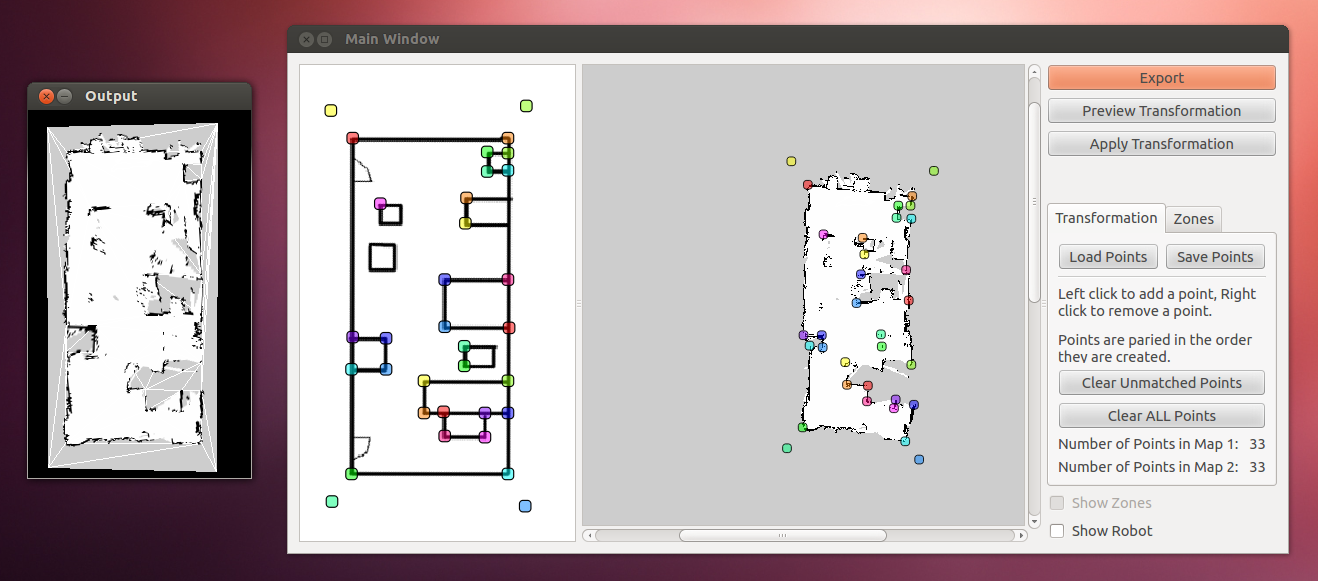 Output
Main Window
Export
Preview Transformation
Apply Transformation
Transformation
Zones
Load Points
Save Points
Left click to add a point, Right
click to remove a point.
Points are paried in the order
they are created.
Clear Unmatched Points
Clear ALL Points
Number of Points in Map 1: 33
Number of Points in Map 2: 33
Show Zones
Show Robot